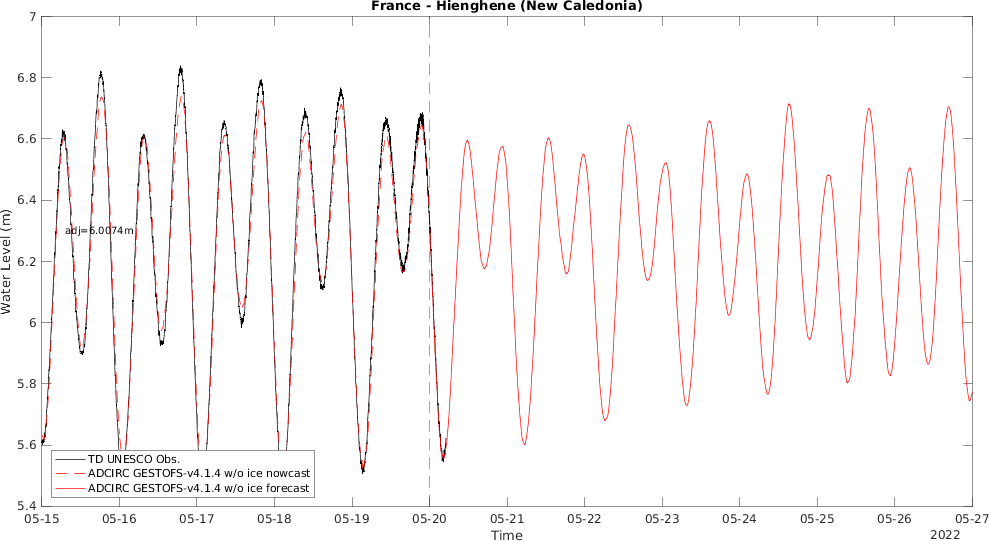 France - Hienghene (New Caledonia)
7
6.8
6.6
6.4
6.2
6
5.8
5.6
5.4
Water Level (m)
adj=6.0074m
TD UNESCO Obs.
ADCIRC GESTOFS-v4.1.4 w/o ice nowcast
ADCIRC GESTOFS-v4.1.4 w/o ice forecast
05-15 05-16 05-17 05-18 05-19 05-20 05-21 05-22 05-23 05-24 05-25 05-26 05-27
Time
2022